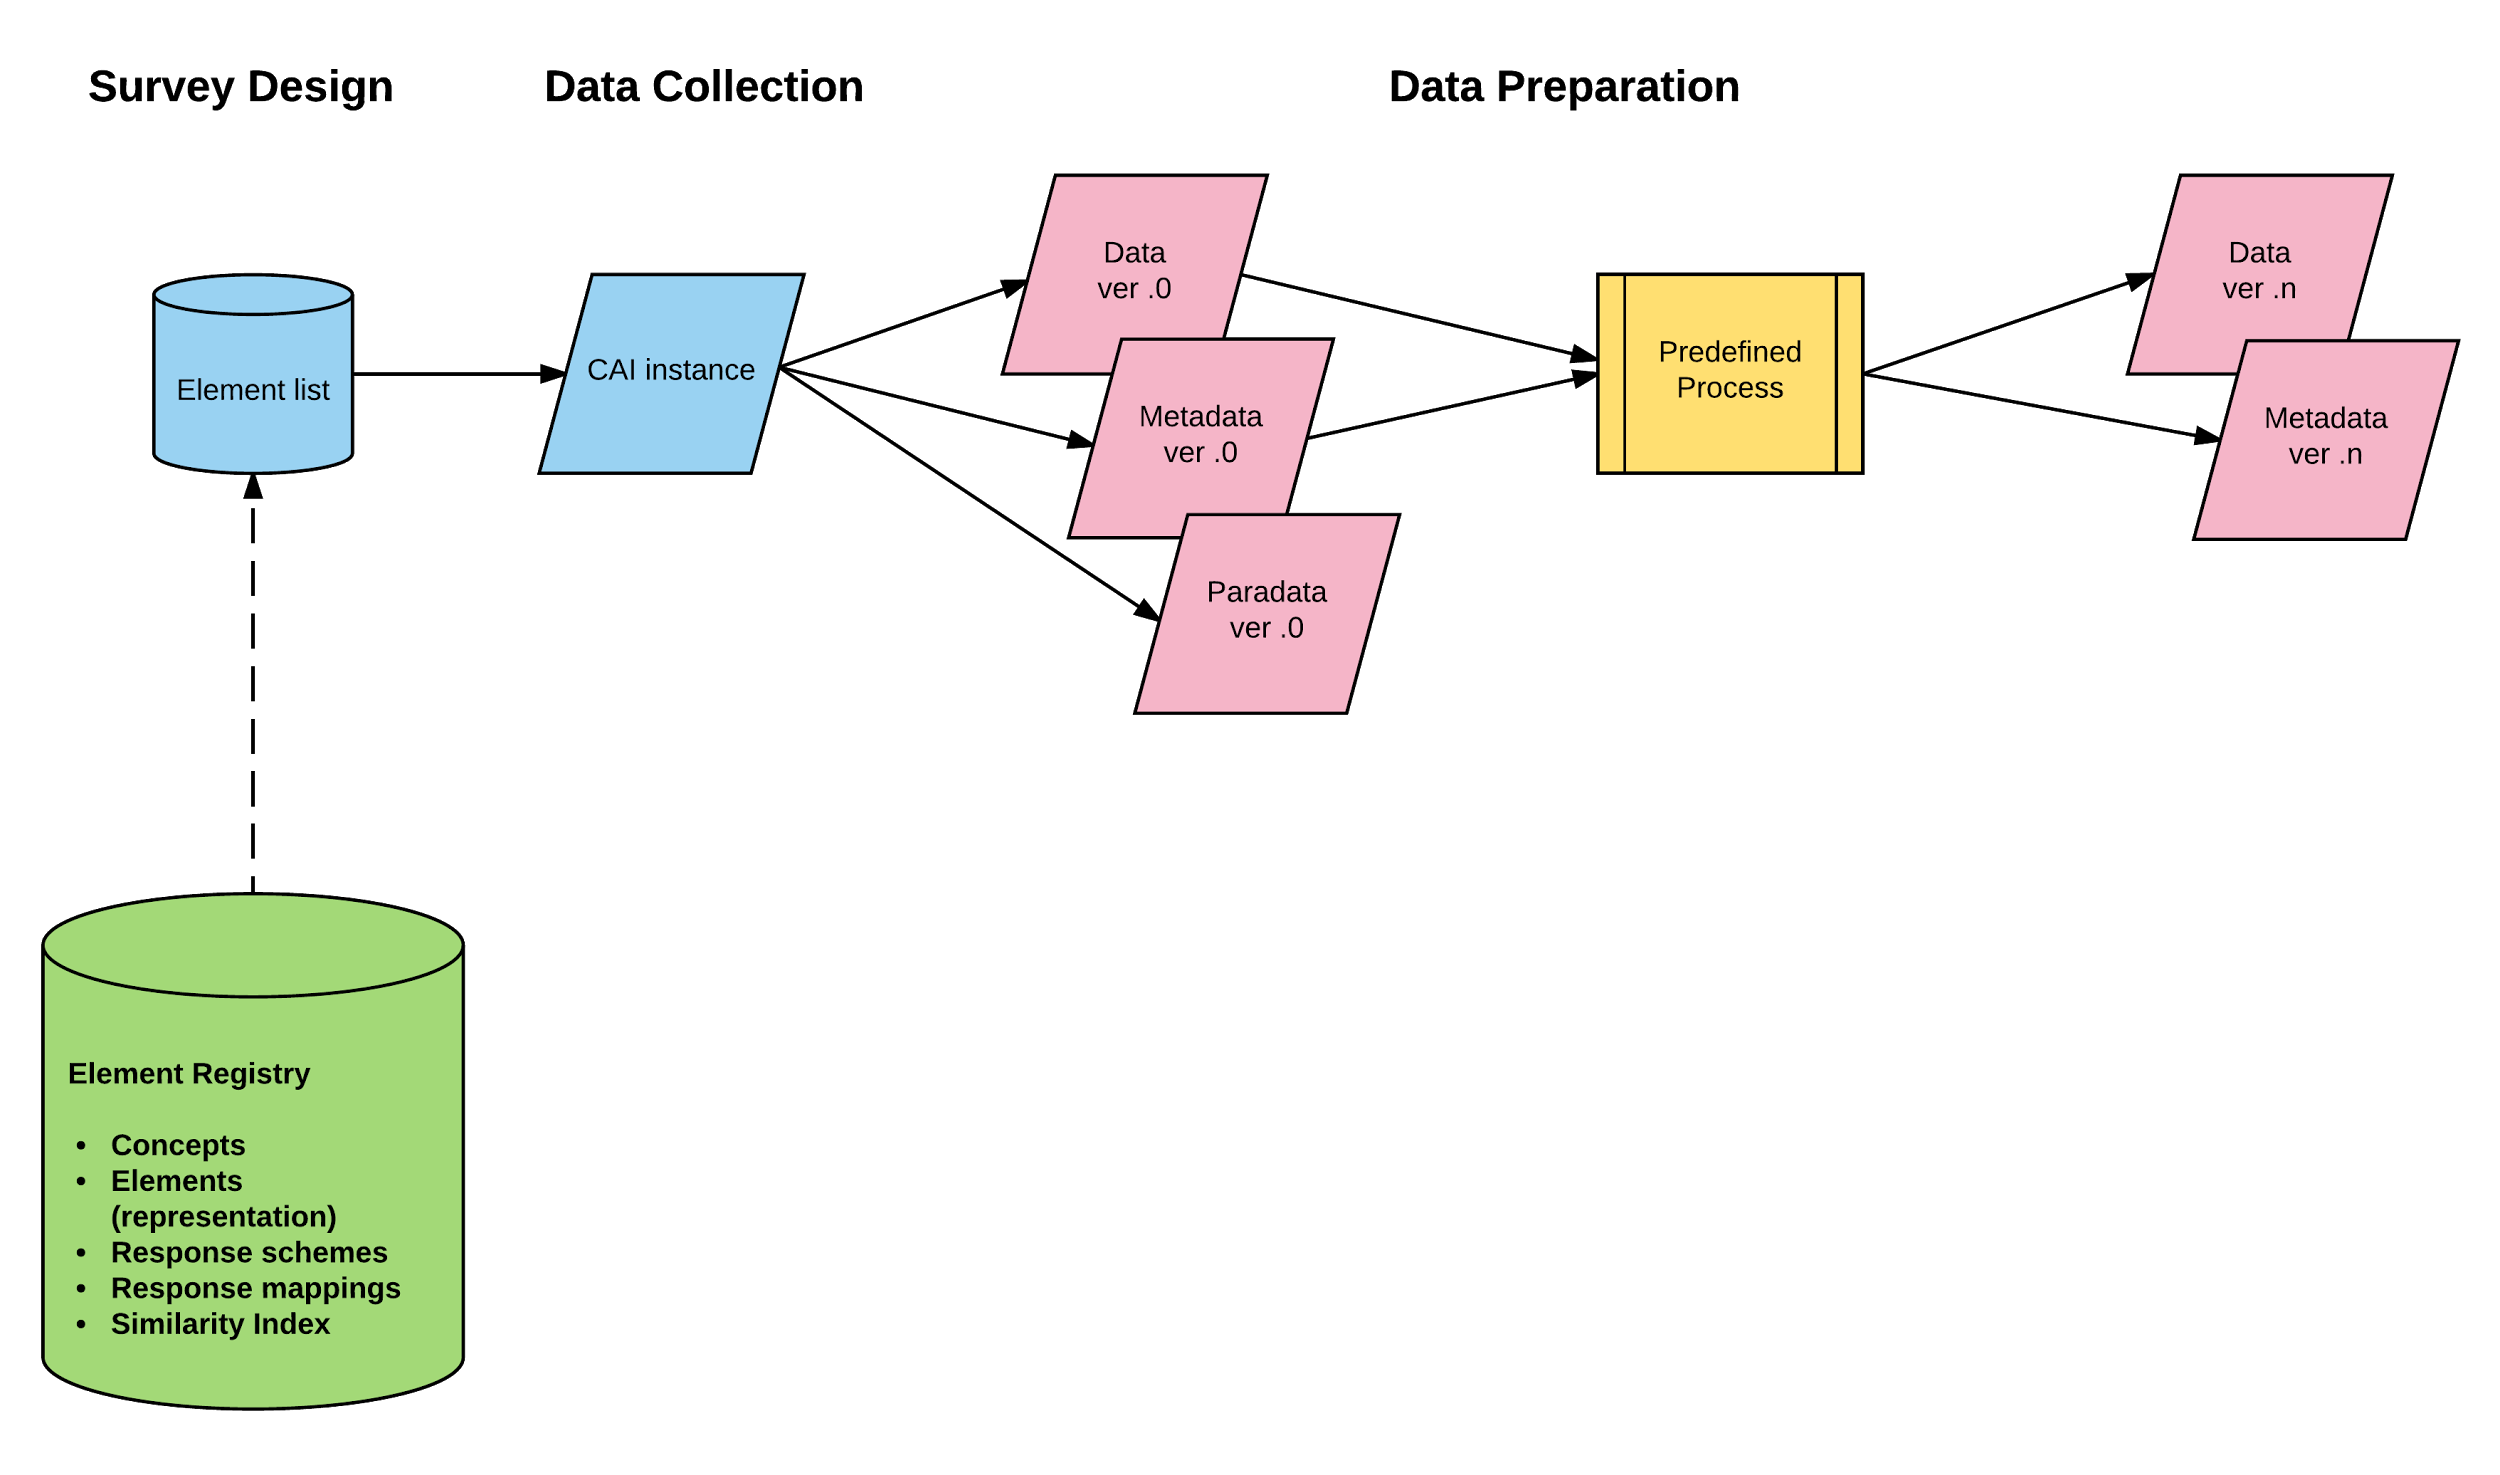 Survey Design
Data Collection
Data Preparation
Element list
CAI instance
Data
ver .0
Metadata
ver .0
Paradata
ver .0
Predefined
Process
Data
ver .n
Metadata
ver .n
Element Registry
• Concepts
• Elements
(representation)
• Response schemes
• Response mappings
• Similarity Index